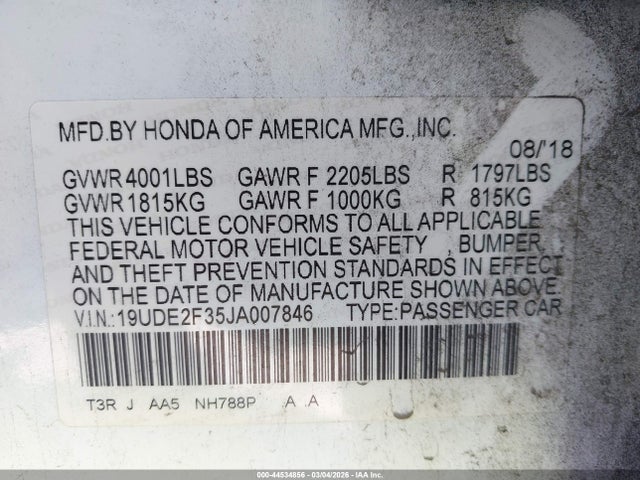 MFD.BY HONDA OF AMERICA MFG.,INC.
08/'18
GVWR 4001LBS GAWR F 2205LBS R 1797LBS
GVWR 1815KG GAWR F 1000KG R 815KG
THIS VEHICLE CONFORMS TO ALL APPLICABLE
FEDERAL MOTOR VEHICLE SAFETY , BUMPER,
AND THEFT PREVENTION STANDARDS IN EFFECT
ON THE DATE OF MANUFACTURE SHOWN ABOVE.
V.I.N.:19UDE2F35JA007846 TYPE:PASSENGER CAR
T3R J AA5 NH788P A A
000-44534856 | 03/04/2026 | IAA Corp.